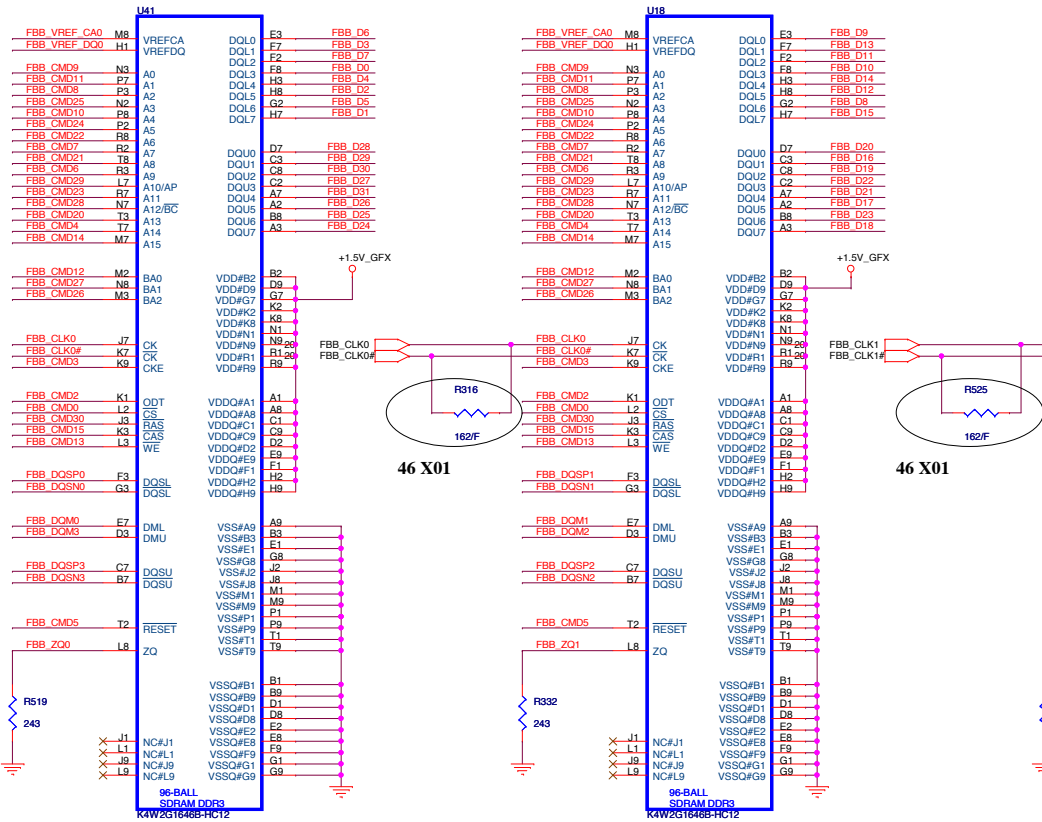 U41
FBB_VREF_CA0 M8 VREFCA DQL0 E3 FBB_D6
FBB_VREF_DQ0 H1 VREFDQ DQL1 F7 FBB_D3
DQL2 F2 FBB_D7
FBB_CMD9 N3 A0 DQL3 F8 FBB_D0
FBB_CMD11 P7 A1 DQL4 H3 FBB_D4
FBB_CMD8 P3 A2 DQL5 H8 FBB_D2
FBB_CMD25 N2 A3 DQL6 G2 FBB_D5
FBB_CMD10 P8 A4 DQL7 H7 FBB_D1
FBB_CMD24 P2 A5
FBB_CMD22 R8 A6
FBB_CMD7 R2 A7 DQU0 D7 FBB_D28
FBB_CMD21 T8 A8 DQU1 C3 FBB_D29
FBB_CMD6 R3 A9 DQU2 C8 FBB_D30
FBB_CMD29 L7 A10/AP DQU3 C2 FBB_D27
FBB_CMD23 R7 A11 DQU4 A7 FBB_D31
FBB_CMD28 N7 A12/BC DQU5 A2 FBB_D26
FBB_CMD20 T3 A13 DQU6 B8 FBB_D25
FBB_CMD4 T7 A14 DQU7 A3 FBB_D24
FBB_CMD14 M7 A15
+1.5V_GFX
FBB_CMD12 M2 BA0 VDD#B2 B2
FBB_CMD27 N8 BA1 VDD#D9 D9
FBB_CMD26 M3 BA2 VDD#G7 G7
VDD#K2 K2
VDD#K8 K8
VDD#N1 N1
FBB_CLK0 J7 CK VDD#N9 N9 20 FBB_CLK0
FBB_CLK0# K7 CK VDD#R1 R1 20 FBB_CLK0#
FBB_CMD3 K9 CKE VDD#R9 R9
R316
162/F
46 X01
FBB_CMD2 K1 ODT VDDQ#A1 A1
FBB_CMD0 L2 CS VDDQ#A8 A8
FBB_CMD30 J3 RAS VDDQ#C1 C1
FBB_CMD15 K3 CAS VDDQ#C9 C9
FBB_CMD13 L3 WE VDDQ#D2 D2
VDDQ#E9 E9
VDDQ#F1 F1
FBB_DQSP0 F3 DQSL VDDQ#H2 H2
FBB_DQSN0 G3 DQSL VDDQ#H9 H9
FBB_DQM0 E7 DML VSS#A9 A9
FBB_DQM3 D3 DMU VSS#B3 B3
VSS#E1 E1
VSS#G8 G8
FBB_DQSP3 C7 DQSU VSS#J2 J2
FBB_DQSN3 B7 DQSU VSS#J8 J8
VSS#M1 M1
VSS#M9 M9
VSS#P1 P1
FBB_CMD5 T2 RESET VSS#P9 P9
VSS#T1 T1
FBB_ZQ0 L8 ZQ VSS#T9 T9
VSSQ#B1 B1
R519 VSSQ#B9 B9
VSSQ#D1 D1
243 VSSQ#D8 D8
VSSQ#E2 E2
J1 NC#J1 VSSQ#E8 E8
L1 NC#L1 VSSQ#F9 F9
J9 NC#J9 VSSQ#G1 G1
L9 NC#L9 VSSQ#G9 G9
96-BALL
SDRAM DDR3
K4W2G1646B-HC12
U18
FBB_VREF_CA0 M8 VREFCA DQL0 E3 FBB_D9
FBB_VREF_DQ0 H1 VREFDQ DQL1 F7 FBB_D13
DQL2 F2 FBB_D11
FBB_CMD9 N3 A0 DQL3 F8 FBB_D10
FBB_CMD11 P7 A1 DQL4 H3 FBB_D14
FBB_CMD8 P3 A2 DQL5 H8 FBB_D12
FBB_CMD25 N2 A3 DQL6 G2 FBB_D8
FBB_CMD10 P8 A4 DQL7 H7 FBB_D15
FBB_CMD24 P2 A5
FBB_CMD22 R8 A6
FBB_CMD7 R2 A7 DQU0 D7 FBB_D20
FBB_CMD21 T8 A8 DQU1 C3 FBB_D16
FBB_CMD6 R3 A9 DQU2 C8 FBB_D19
FBB_CMD29 L7 A10/AP DQU3 C2 FBB_D22
FBB_CMD23 R7 A11 DQU4 A7 FBB_D21
FBB_CMD28 N7 A12/BC DQU5 A2 FBB_D17
FBB_CMD20 T3 A13 DQU6 B8 FBB_D23
FBB_CMD4 T7 A14 DQU7 A3 FBB_D18
FBB_CMD14 M7 A15
+1.5V_GFX
FBB_CMD12 M2 BA0 VDD#B2 B2
FBB_CMD27 N8 BA1 VDD#D9 D9
FBB_CMD26 M3 BA2 VDD#G7 G7
VDD#K2 K2
VDD#K8 K8
VDD#N1 N1
FBB_CLK0 J7 CK VDD#N9 N9 20 FBB_CLK1
FBB_CLK0# K7 CK VDD#R1 R1 20 FBB_CLK1#
FBB_CMD3 K9 CKE VDD#R9 R9
R525
162/F
46 X01
FBB_CMD2 K1 ODT VDDQ#A1 A1
FBB_CMD0 L2 CS VDDQ#A8 A8
FBB_CMD30 J3 RAS VDDQ#C1 C1
FBB_CMD15 K3 CAS VDDQ#C9 C9
FBB_CMD13 L3 WE VDDQ#D2 D2
VDDQ#E9 E9
VDDQ#F1 F1
FBB_DQSP1 F3 DQSL VDDQ#H2 H2
FBB_DQSN1 G3 DQSL VDDQ#H9 H9
FBB_DQM1 E7 DML VSS#A9 A9
FBB_DQM2 D3 DMU VSS#B3 B3
VSS#E1 E1
VSS#G8 G8
FBB_DQSP2 C7 DQSU VSS#J2 J2
FBB_DQSN2 B7 DQSU VSS#J8 J8
VSS#M1 M1
VSS#M9 M9
VSS#P1 P1
FBB_CMD5 T2 RESET VSS#P9 P9
VSS#T1 T1
FBB_ZQ1 L8 ZQ VSS#T9 T9
VSSQ#B1 B1
R332 VSSQ#B9 B9
VSSQ#D1 D1
243 VSSQ#D8 D8
VSSQ#E2 E2
J1 NC#J1 VSSQ#E8 E8
L1 NC#L1 VSSQ#F9 F9
J9 NC#J9 VSSQ#G1 G1
L9 NC#L9 VSSQ#G9 G9
96-BALL
SDRAM DDR3
K4W2G1646B-HC12